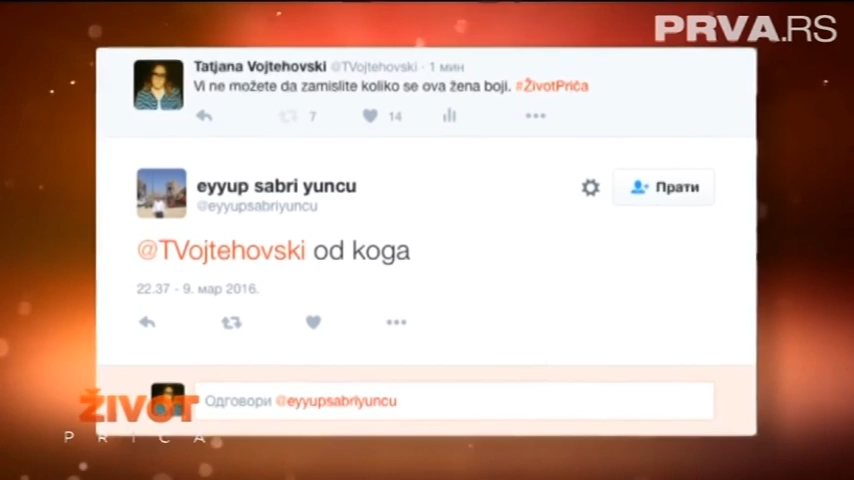 PRVA.RS
Tatjana Vojtehovski @TVojtehovski · 1 мин
Vi ne možete da zamislite koliko se ova žena boji. #ŽivotPriča
7 14
eyyup sabri yuncu
@eyyupsabriyuncu
Прати
@TVojtehovski od koga
22.37 - 9. мар 2016.
Одговори @eyyupsabriyuncu
ŽIVOT
PRIČA